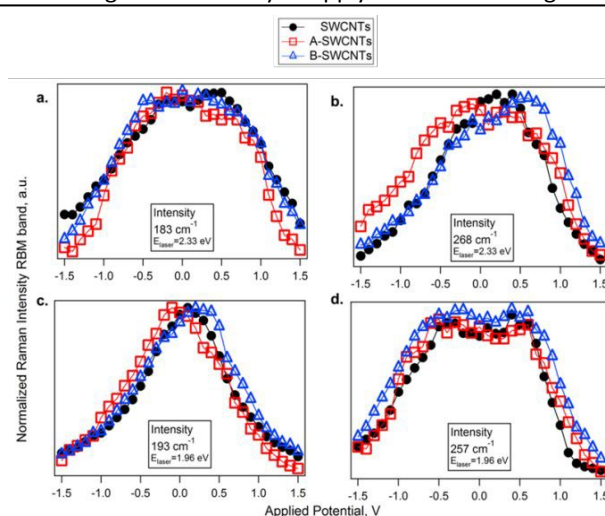 SWCNTs
A-SWCNTs
B-SWCNTs
Normalized Raman Intensity RBM band, a.u.
a.
Intensity
183 cm-1
Elaser=2.33 eV
-1.5 -1.0 -0.5 0.0 0.5 1.0 1.5
b.
Intensity
268 cm-1
Elaser=2.33 eV
-1.5 -1.0 -0.5 0.0 0.5 1.0 1.5
c.
Intensity
193 cm-1
Elaser=1.96 eV
-1.5 -1.0 -0.5 0.0 0.5 1.0 1.5
d.
Intensity
257 cm-1
Elaser=1.96 eV
-1.5 -1.0 -0.5 0.0 0.5 1.0 1.5
Applied Potential, V